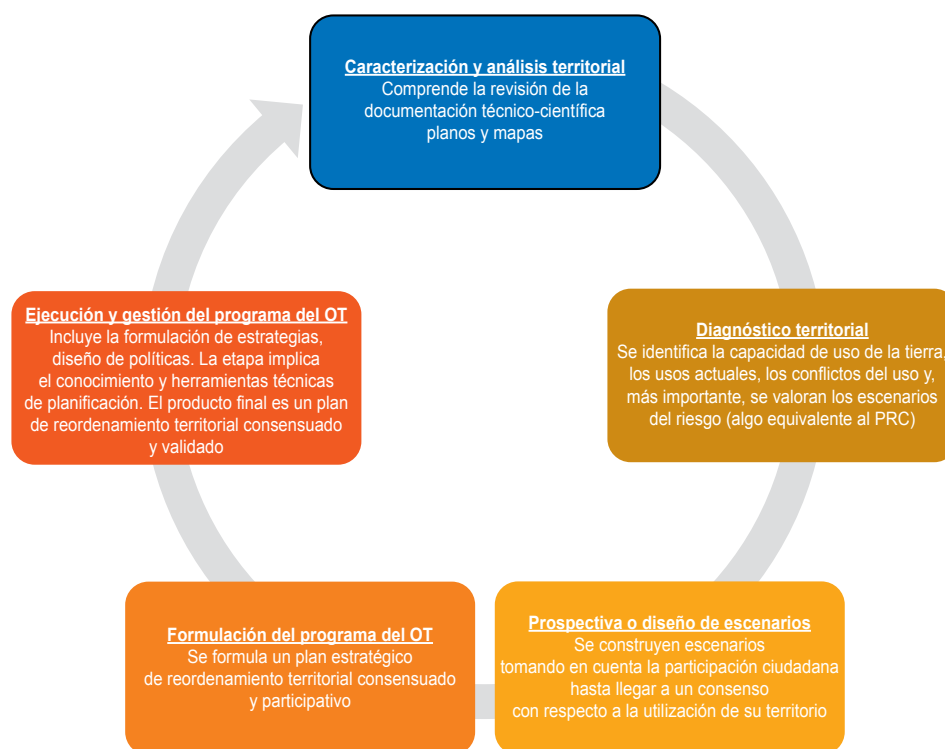 Caracterización y análisis territorial
Comprende la revisión de la
documentación técnico-científica
planos y mapas
Diagnóstico territorial
Se identifica la capacidad de uso de la tierra,
los usos actuales, los conflictos del uso y,
más importante, se valoran los escenarios
del riesgo (algo equivalente al PRC)
Prospectiva o diseño de escenarios
Se construyen escenarios
tomando en cuenta la participación ciudadana
hasta llegar a un consenso
con respecto a la utilización de su territorio
Formulación del programa del OT
Se formula un plan estratégico
de reordenamiento territorial consensuado
y participativo
Ejecución y gestión del programa del OT
Incluye la formulación de estrategias,
diseño de políticas. La etapa implica
el conocimiento y herramientas técnicas
de planificación. El producto final es un plan
de reordenamiento territorial consensuado
y validado